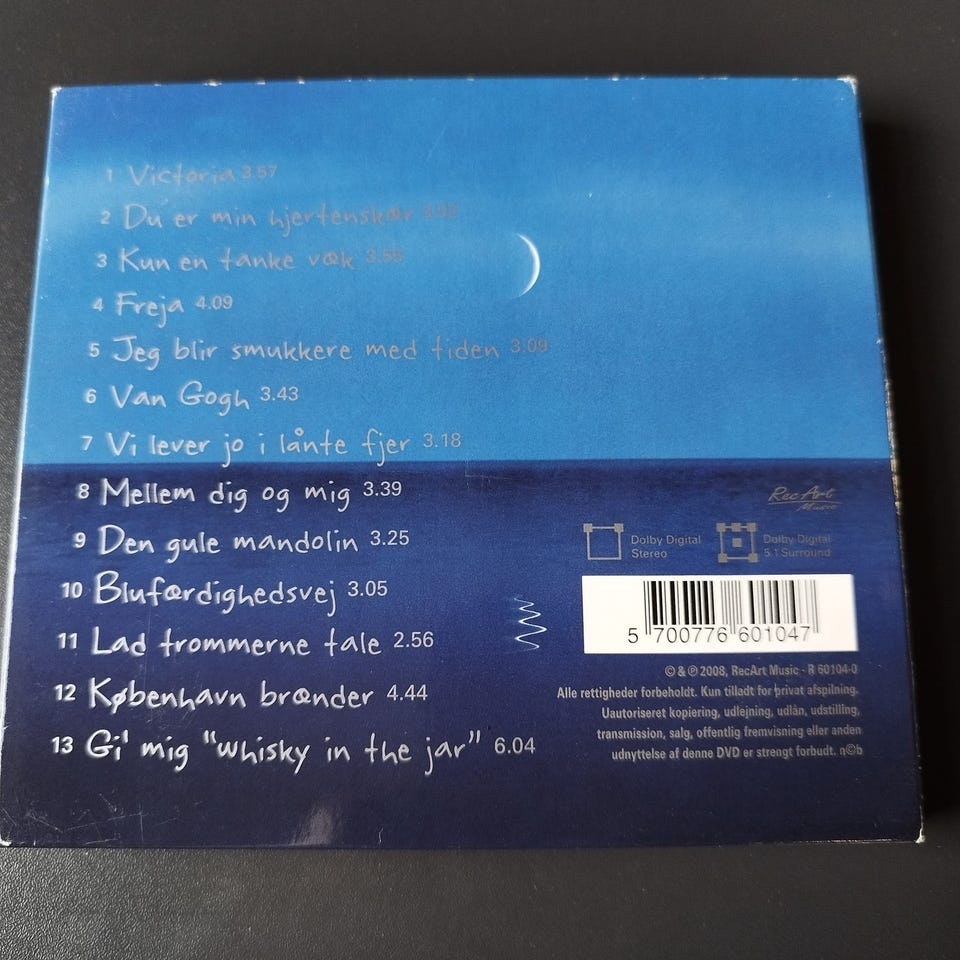 1 Victoria 3.57
2 Du er min hjertenskær
3 Kun en tanke væk 3.55
4 Freja 4.09
5 Jeg blir smukkere med tiden 3.09
6 Van Gogh 3.43
7 Vi lever jo i lånte fjer 3.18
8 Mellem dig og mig 3.39
9 Den gule mandolin 3.25
10 Blufærdighedsvej 3.05
11 Lad trommerne tale 2.56
12 København brænder 4.44
13 Gi' mig "whisky in the jar" 6.04
RecArt
Music
Dolby Digital
Stereo
Dolby Digital
5.1 Surround
5 700776 601047
© & ℗ 2008, RecArt Music - R 60104-0
Alle rettigheder forbeholdt. Kun tilladt for privat afspilning.
Uautoriseret kopiering, udlejning, udlån, udstilling,
transmission, salg, offentlig fremvisning eller anden
udnyttelse af denne DVD er strengt forbudt. n©b